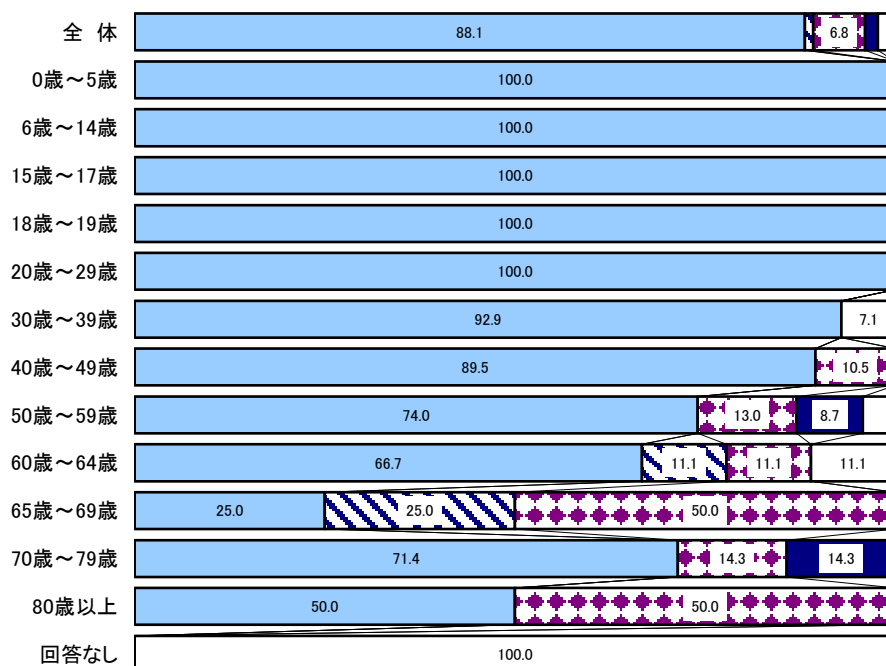 全 体 88.1 6.8
0歳～5歳 100.0
6歳～14歳 100.0
15歳～17歳 100.0
18歳～19歳 100.0
20歳～29歳 100.0
30歳～39歳 92.9 7.1
40歳～49歳 89.5 10.5
50歳～59歳 74.0 13.0 8.7
60歳～64歳 66.7 11.1 11.1 11.1
65歳～69歳 25.0 25.0 50.0
70歳～79歳 71.4 14.3 14.3
80歳以上 50.0 50.0
回答なし 100.0